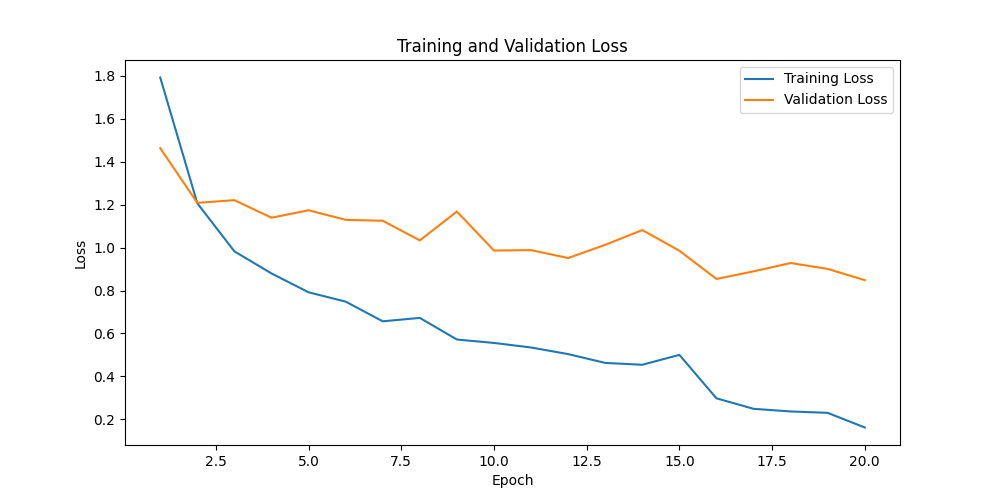 Training and Validation Loss
Training Loss
Validation Loss
1.8
1.6
1.4
1.2
1.0
0.8
0.6
0.4
0.2
Loss
2.5 5.0 7.5 10.0 12.5 15.0 17.5 20.0
Epoch